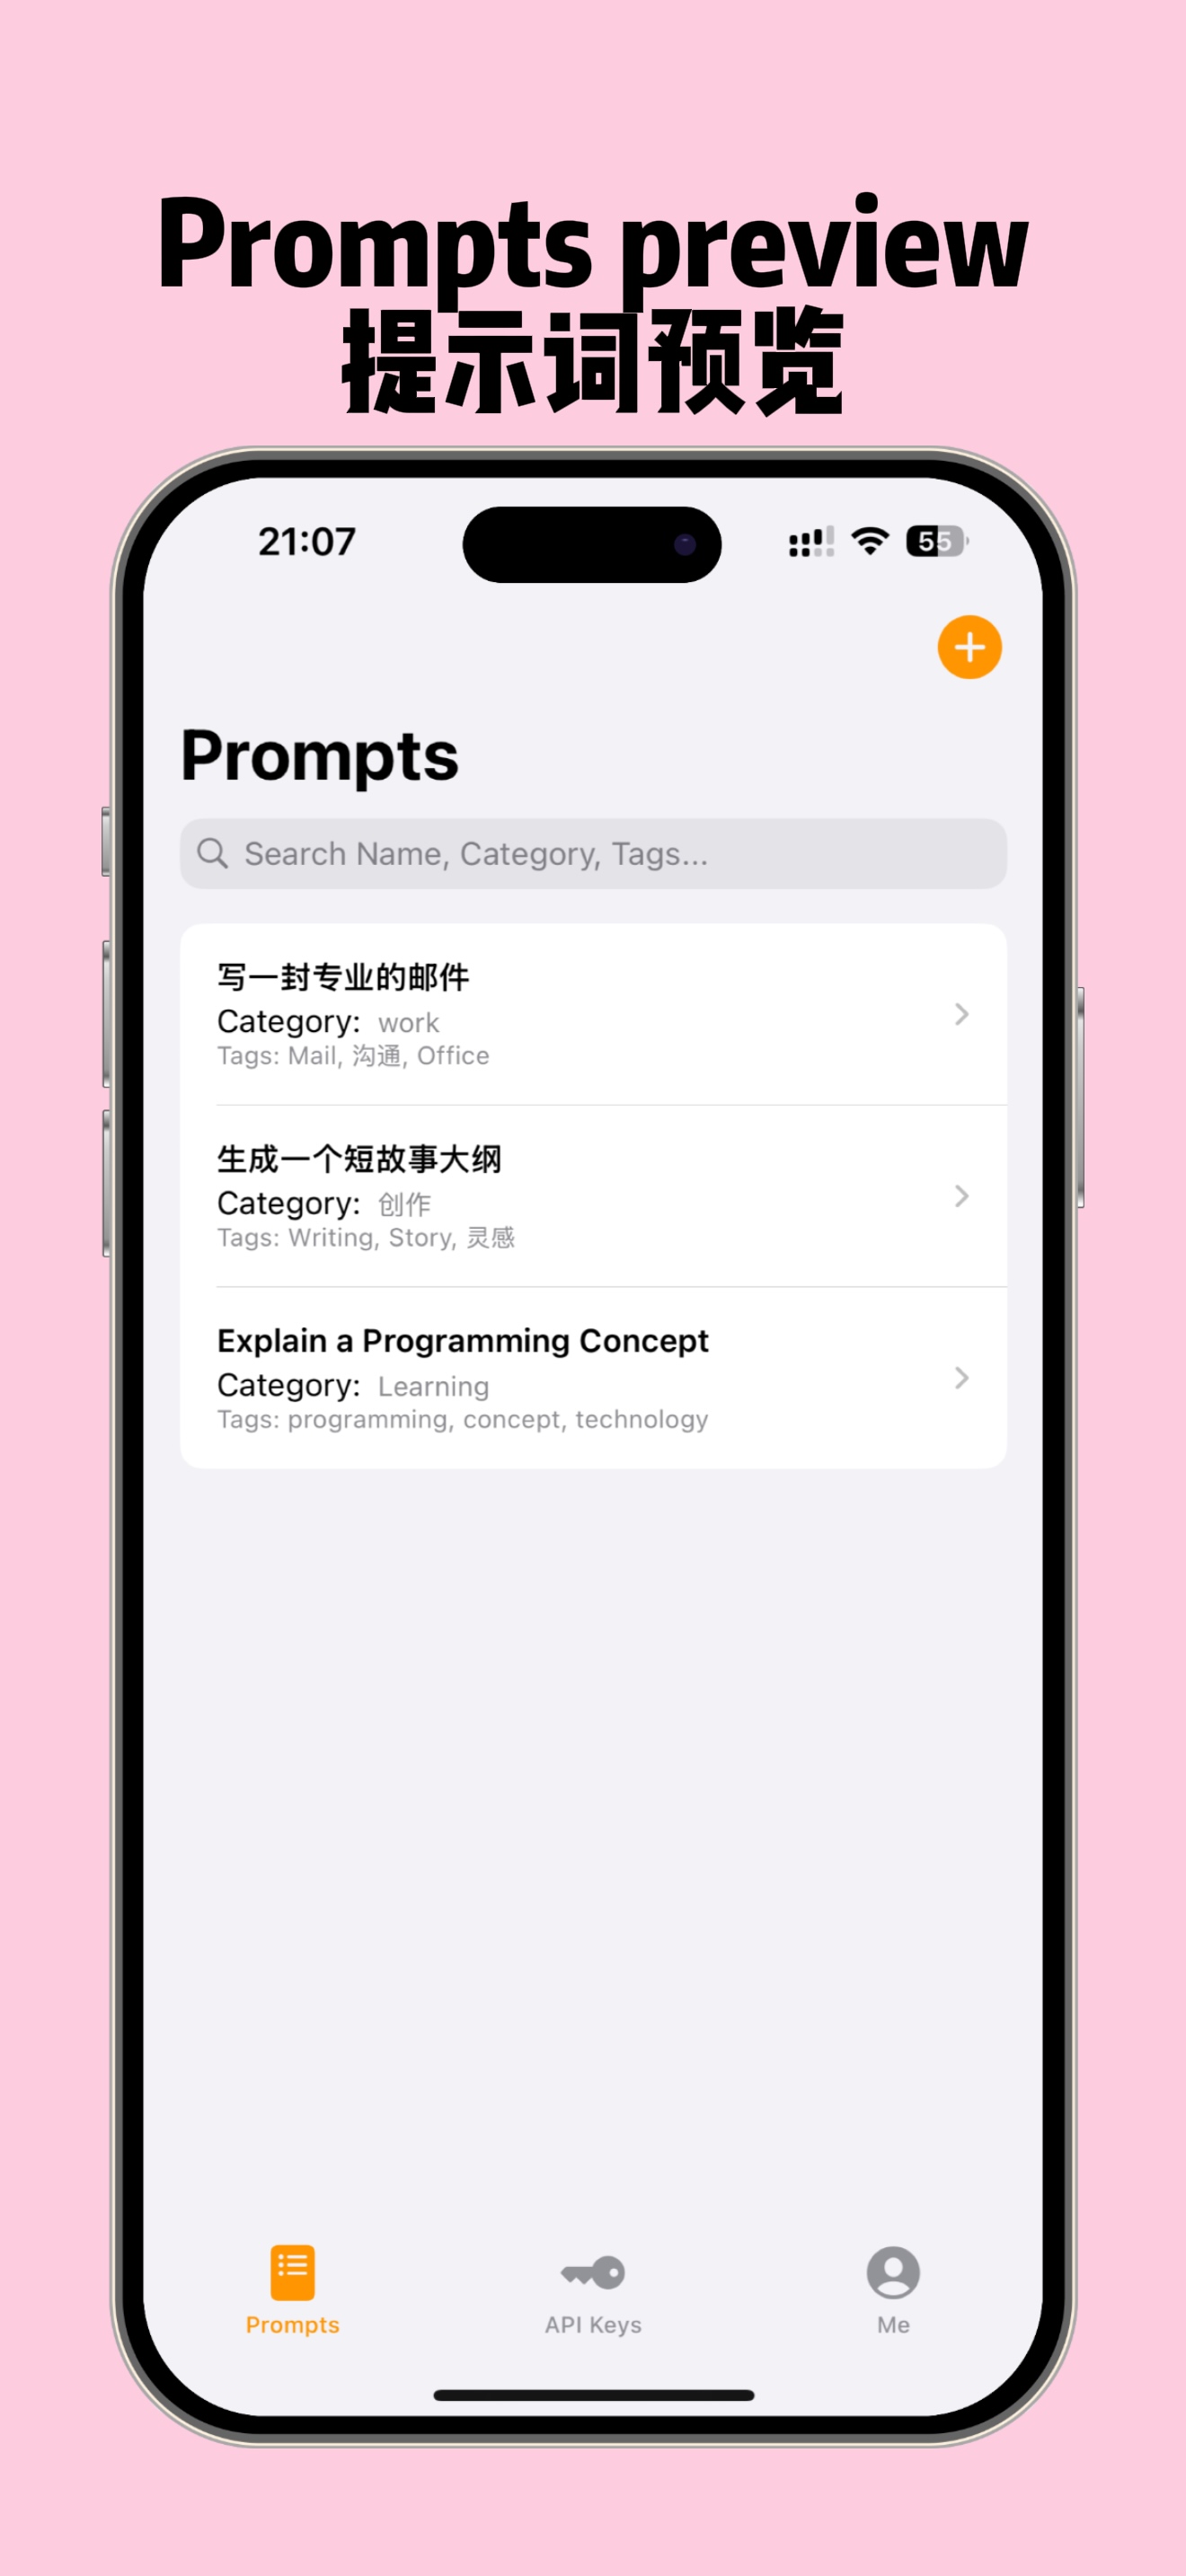 Prompts preview
提示词预览
21:07
55
Prompts
Search Name, Category, Tags...
写一封专业的邮件
Category: work
Tags: Mail, 沟通, Office
生成一个短故事大纲
Category: 创作
Tags: Writing, Story, 灵感
Explain a Programming Concept
Category: Learning
Tags: programming, concept, technology
Prompts
API Keys
Me